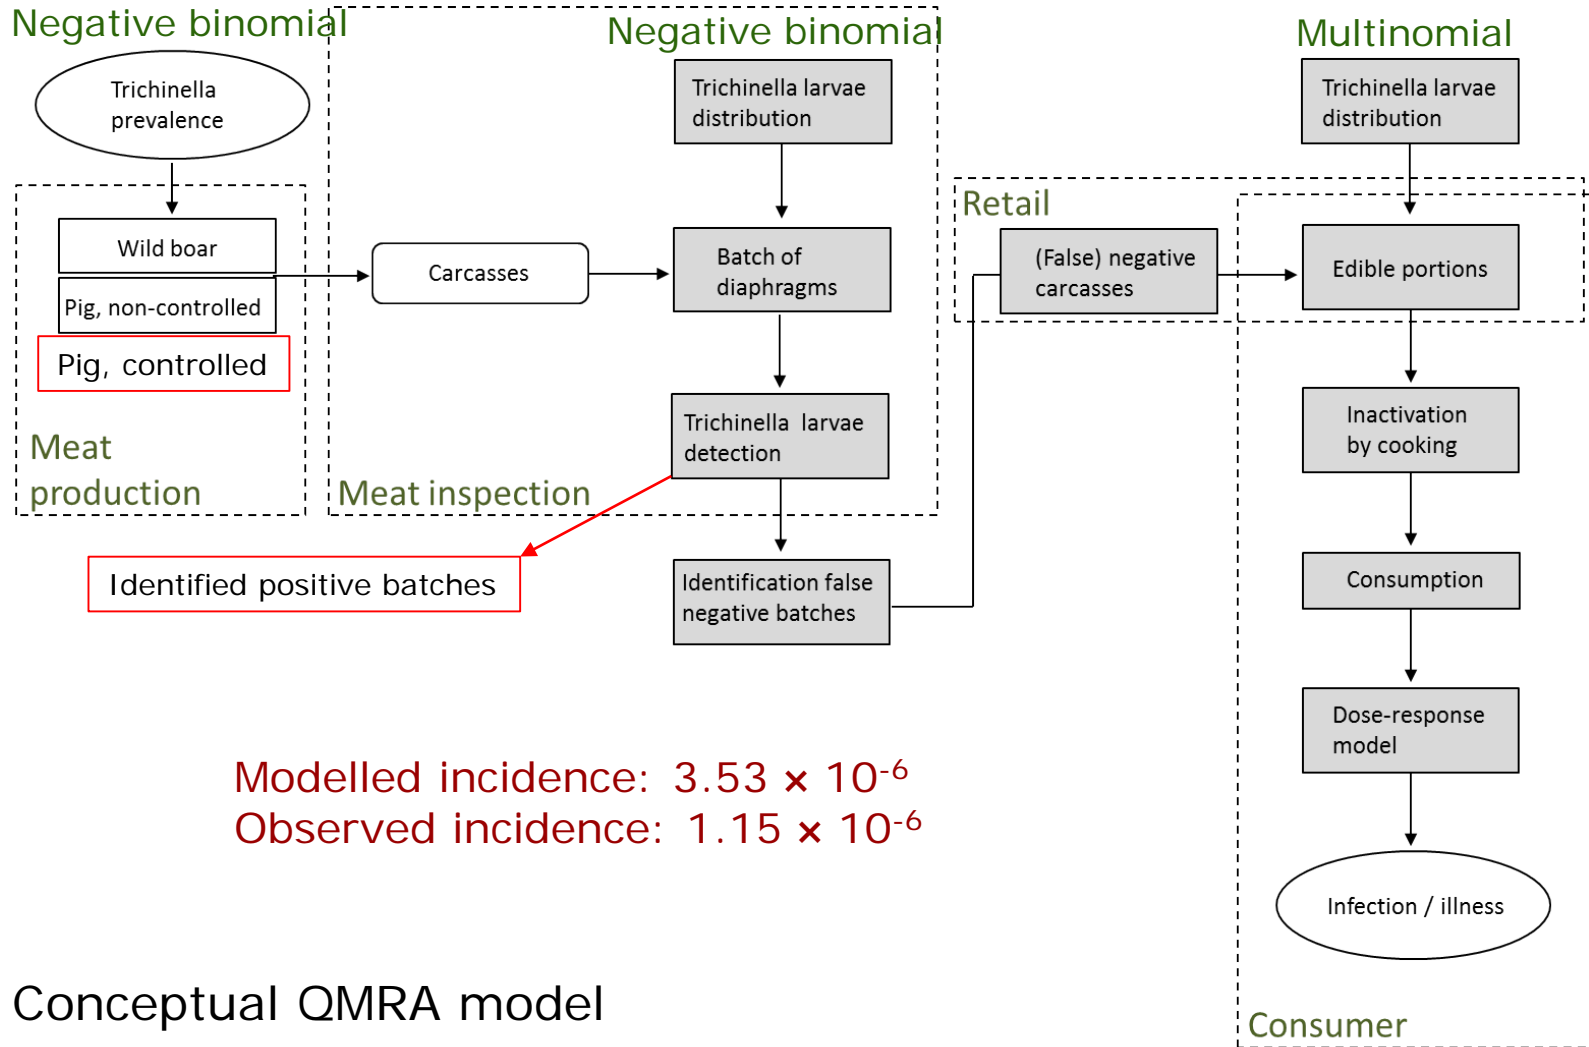 Negative binomial
Negative binomial
Multinomial
Trichinella
prevalence
Trichinella larvae
distribution
Trichinella larvae
distribution
Retail
Wild boar
Pig, non-controlled
Pig, controlled
Carcasses
Batch of
diaphragms
(False) negative
carcasses
Edible portions
Meat
production
Meat inspection
Trichinella larvae
detection
Inactivation
by cooking
Identified positive batches
Identification false
negative batches
Consumption
Dose-response
model
Modelled incidence: 3.53 × 10⁻⁶
Observed incidence: 1.15 × 10⁻⁶
Infection / illness
Conceptual QMRA model
Consumer